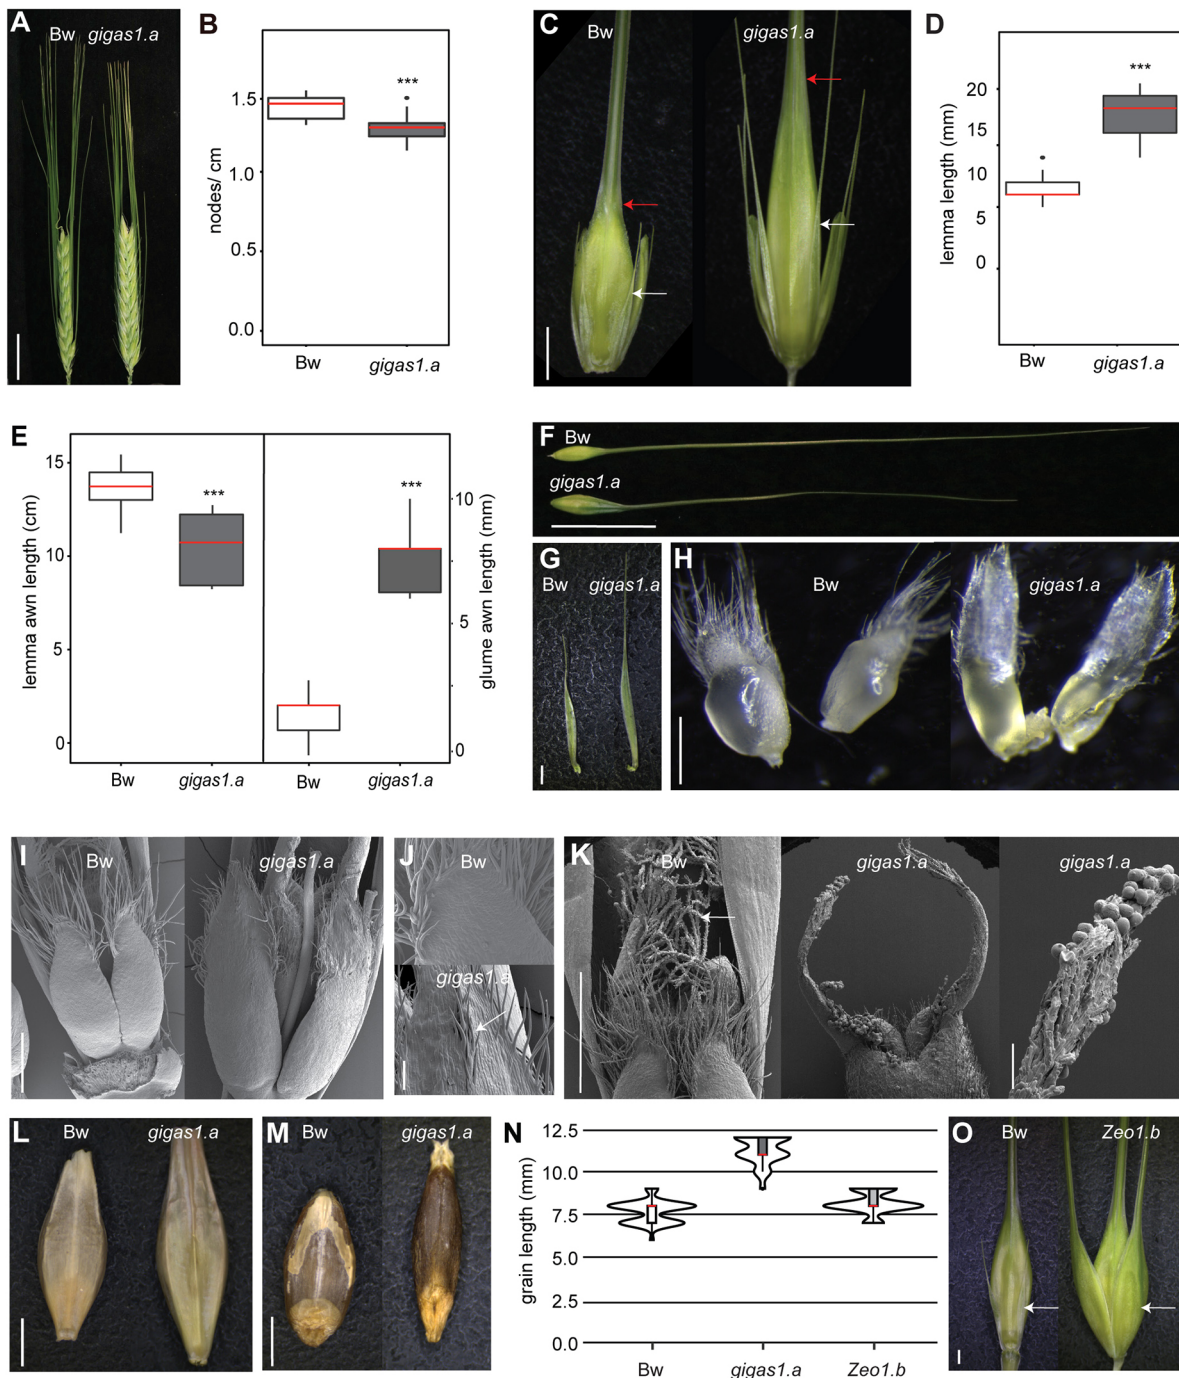 A
Bw gigas1.a
B
nodes/ cm
1.5
1.0
0.5
0.0
***
Bw
gigas1.a
C
Bw
gigas1.a
D
lemma length (mm)
20
15
10
5
0
***
Bw
gigas1.a
E
lemma awn length (cm)
15
10
5
0
***
***
10
5
0
glume awn length (mm)
Bw
gigas1.a
Bw
gigas1.a
F
Bw
gigas1.a
G
Bw gigas1.a
H
Bw
gigas1.a
I
Bw
gigas1.a
J
Bw
gigas1.a
K
Bw
gigas1.a
gigas1.a
L
Bw
gigas1.a
M
Bw
gigas1.a
N
grain length (mm)
12.5
10.0
7.5
5.0
2.5
0.0
Bw
gigas1.a
Zeo1.b
O
Bw
Zeo1.b